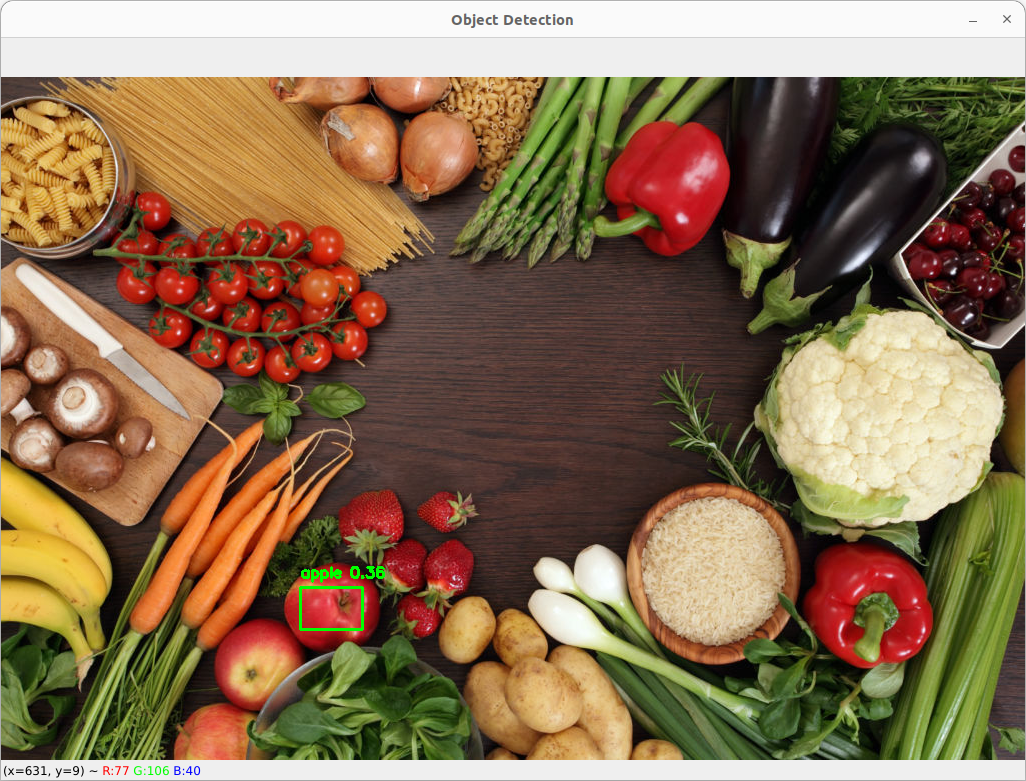 Object Detection
apple 0.36
(x=631, y=9) ~ R:77 G:106 B:40